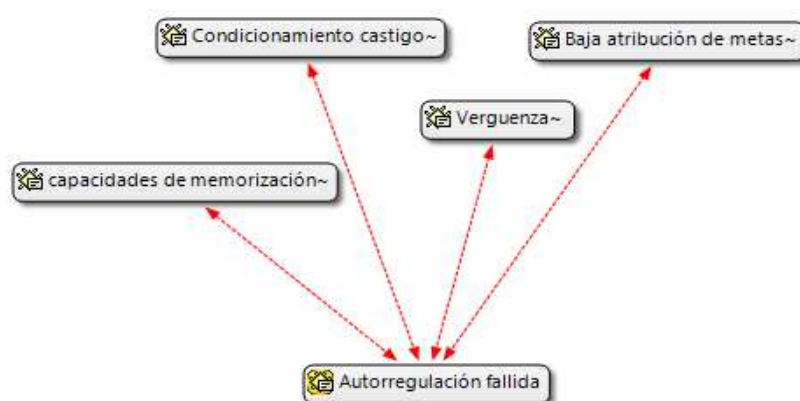 Condicionamiento castigo~
Baja atribución de metas~
Verguenza~
capacidades de memorización~
Autorregulación fallida